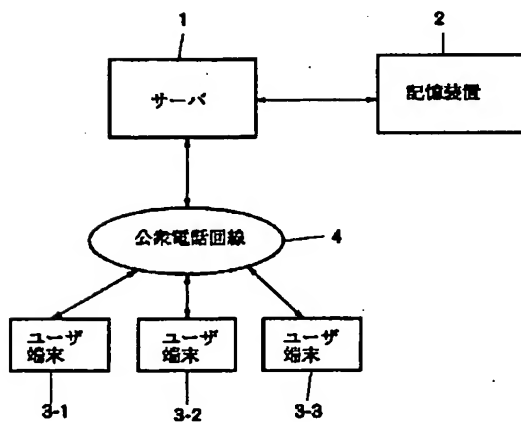 1
2
サーバ
記憶装置
公衆電話回線
4
ユーザ
端末
ユーザ
端末
ユーザ
端末
3-1
3-2
3-3